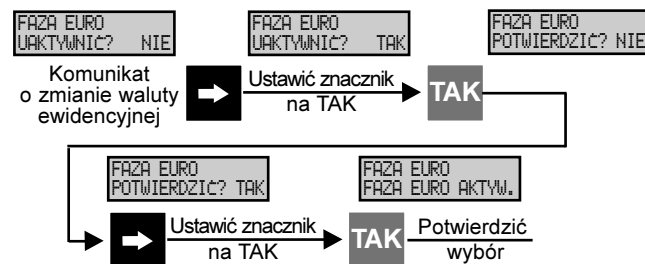 FAZA EURO
UAKTYWNIĆ? NIE
FAZA EURO
UAKTYWNIĆ? TAK
FAZA EURO
POTWIERDZIĆ? NIE
Komunikat
o zmianie waluty
ewidencyjnej
Ustawić znacznik
na TAK
TAK
FAZA EURO
POTWIERDZIĆ? TAK
FAZA EURO
FAZA EURO AKTYW.
Ustawić znacznik
na TAK
TAK
Potwierdzić
wybór